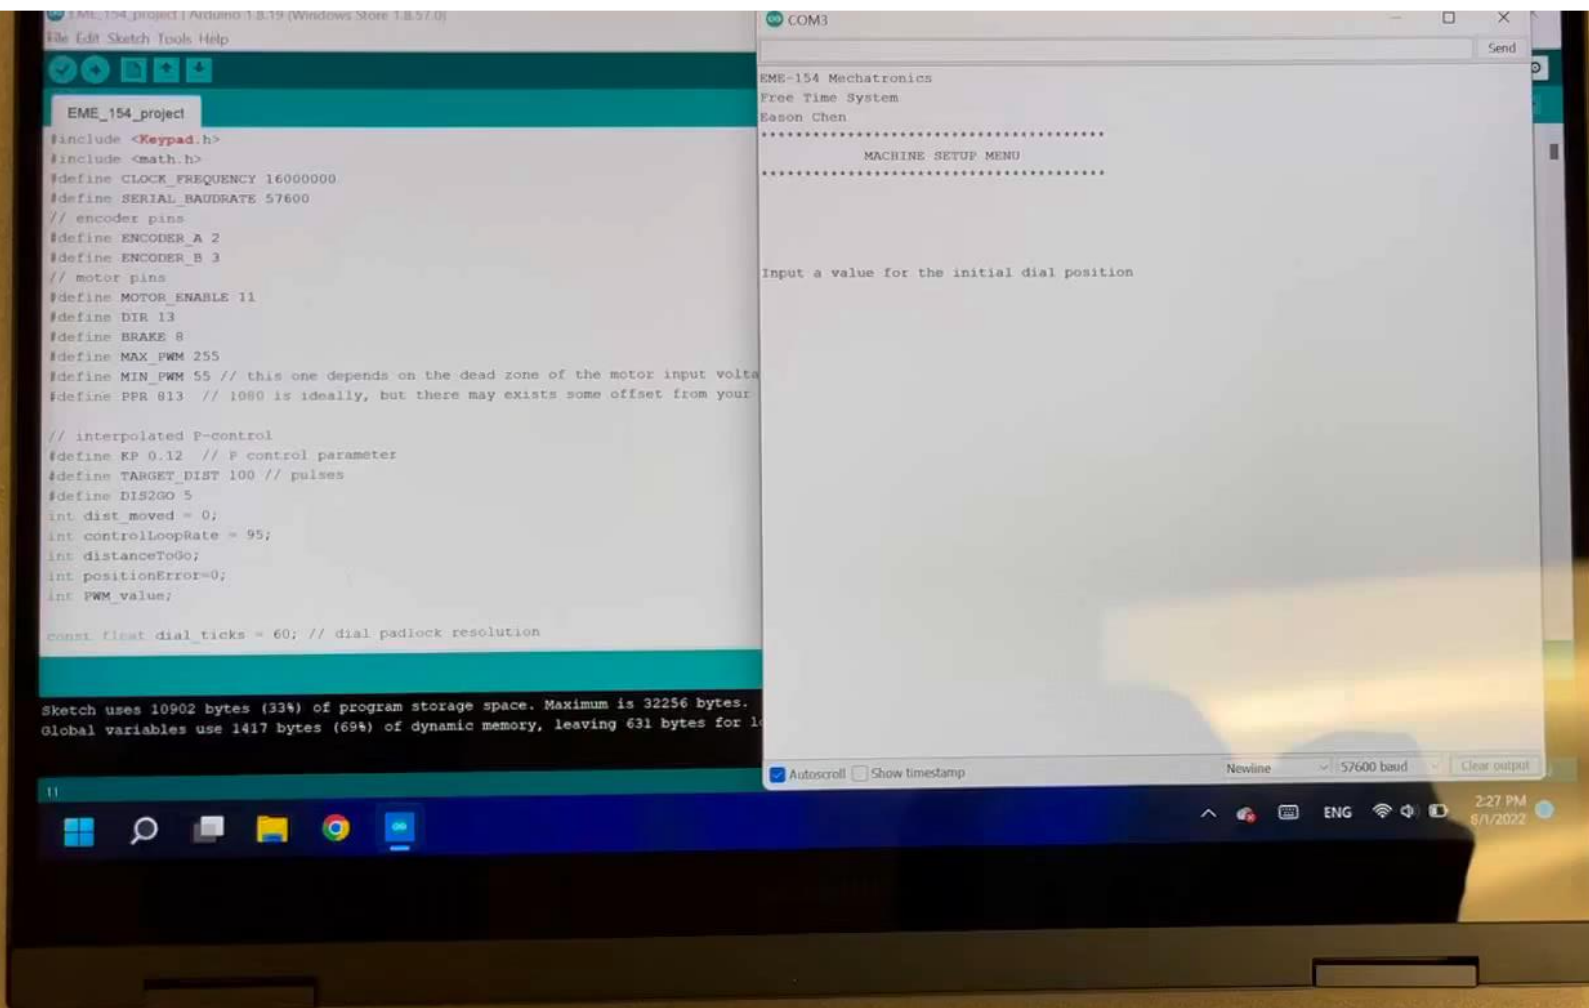 EME_154_project | Arduino 1.8.19 (Windows Store 1.8.57.0)
File Edit Sketch Tools Help
EME_154_project
#include <Keypad.h>
#include <math.h>
#define CLOCK_FREQUENCY 16000000
#define SERIAL_BAUDRATE 57600
// encoder pins
#define ENCODER_A 2
#define ENCODER_B 3
// motor pins
#define MOTOR_ENABLE 11
#define DIR 13
#define BRAKE 8
#define MAX_PWM 255
#define MIN_PWM 55 // this one depends on the dead zone of the motor input volta
#define PPR 813 // 1080 is ideally, but there may exists some offset from your
// interpolated P-control
#define KP 0.12 // P control parameter
#define TARGET_DIST 100 // pulses
#define DIS2GO 5
int dist_moved = 0;
int controlLoopRate = 95;
int distanceToGo;
int positionError=0;
int PWM_value;
const float dial_ticks = 60; // dial padlock resolution
Sketch uses 10902 bytes (33%) of program storage space. Maximum is 32256 bytes.
Global variables use 1417 bytes (69%) of dynamic memory, leaving 631 bytes for lo
11
COM3
Send
EME-154 Mechatronics
Free Time System
Eason Chen
****************************************
MACHINE SETUP MENU
****************************************
Input a value for the initial dial position
Autoscroll Show timestamp
Newline 57600 baud Clear output
ENG
2:27 PM
8/1/2022